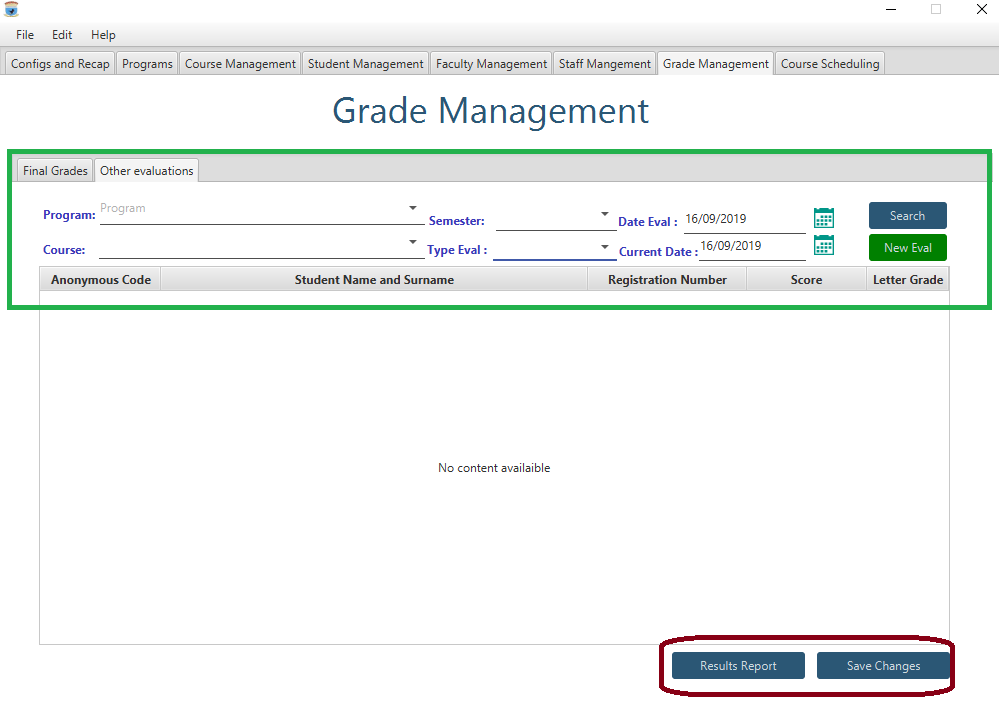 File Edit Help
Configs and Recap Programs Course Management Student Management Faculty Management Staff Mangement Grade Management Course Scheduling
Grade Management
Final Grades Other evaluations
Program: Program Semester: Date Eval : 16/09/2019 Search
Course: Type Eval : Current Date : 16/09/2019 New Eval
Anonymous Code Student Name and Surname Registration Number Score Letter Grade
No content availaible
Results Report Save Changes